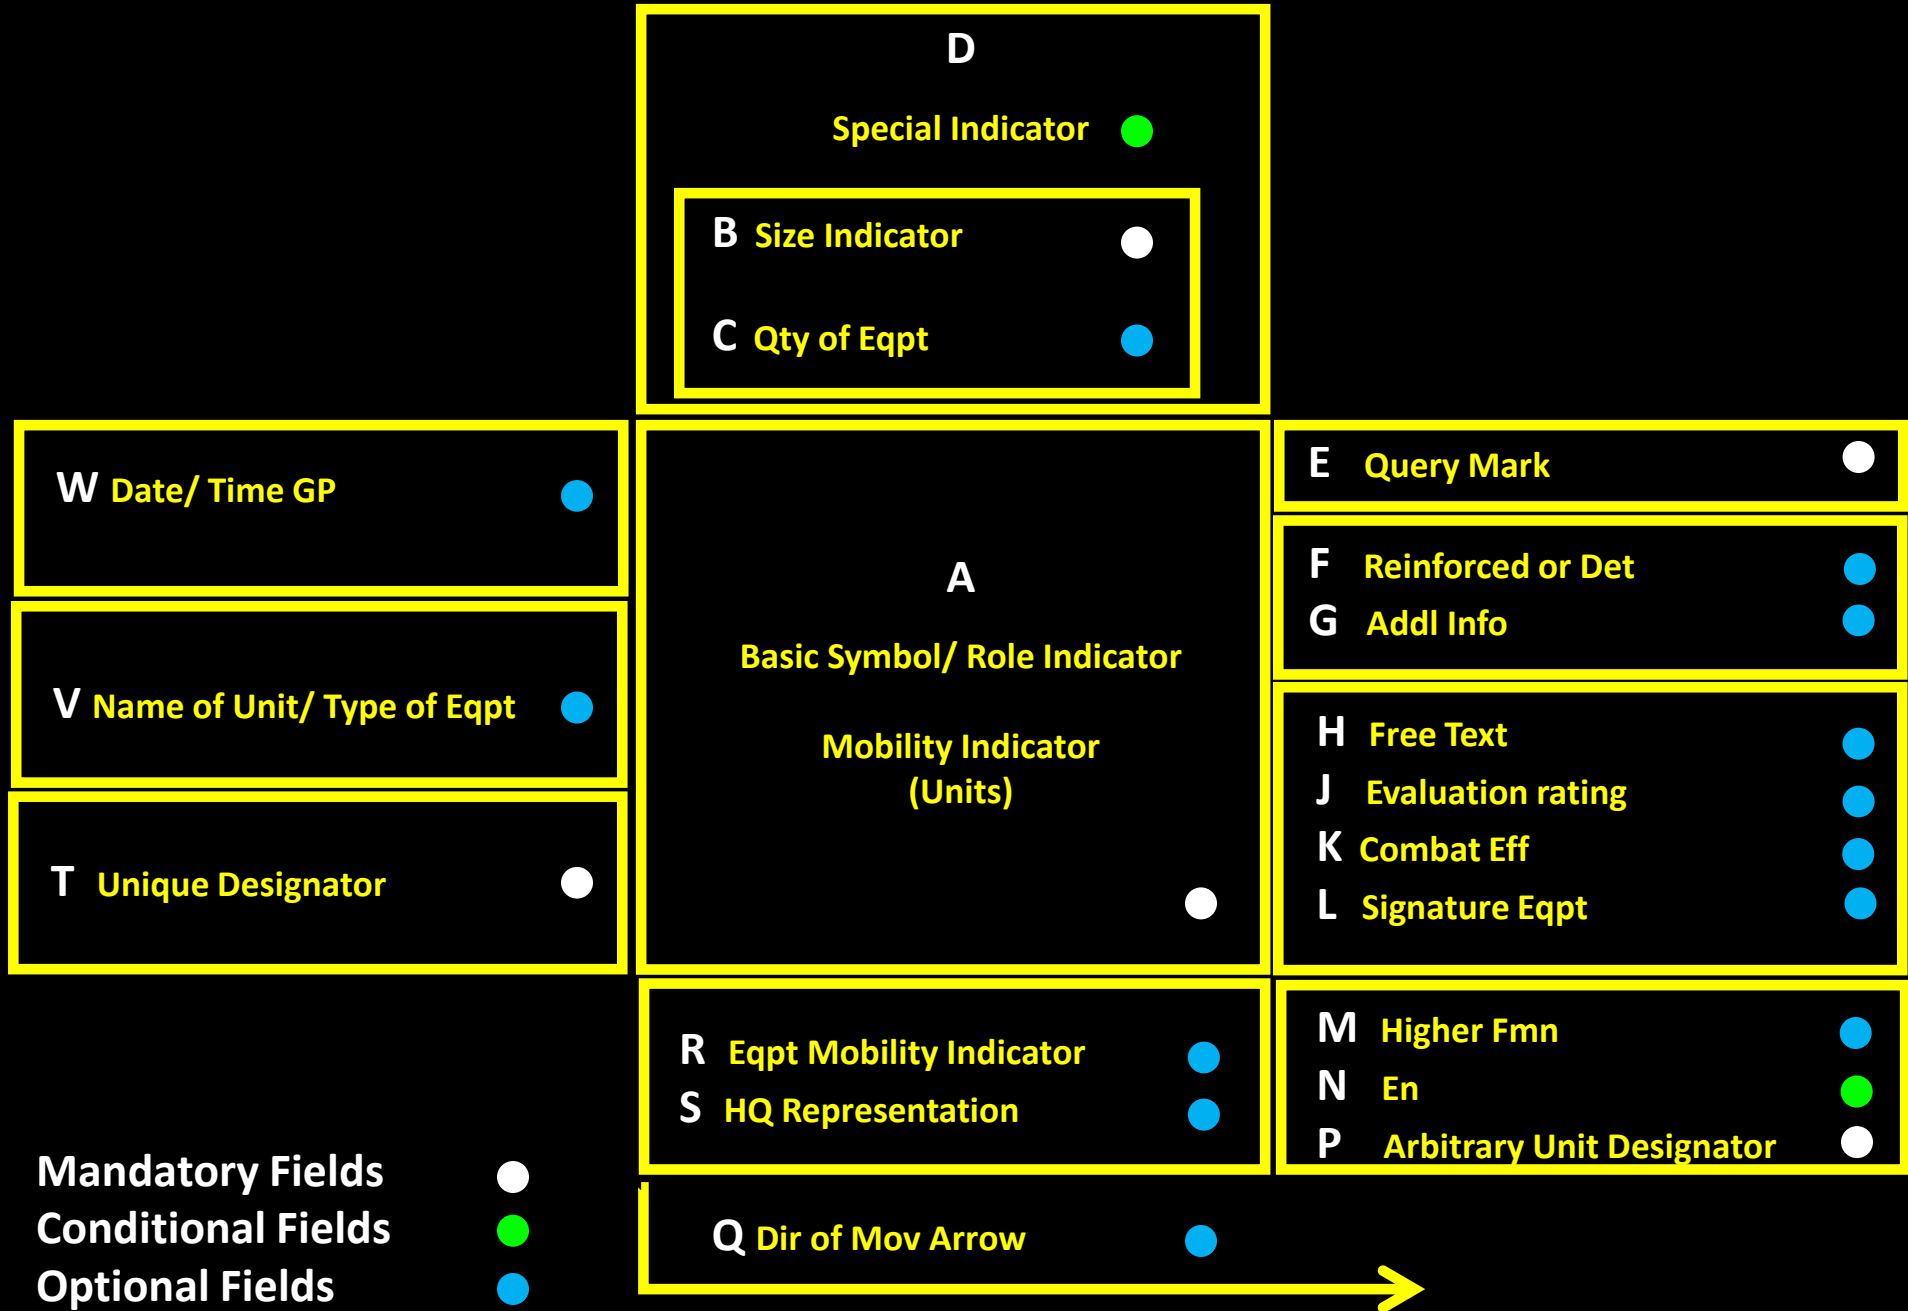 D
Special Indicator
B Size Indicator
C Qty of Eqpt
W Date/ Time GP
V Name of Unit/ Type of Eqpt
T Unique Designator
A
Basic Symbol/ Role Indicator
Mobility Indicator
(Units)
E Query Mark
F Reinforced or Det
G Addl Info
H Free Text
J Evaluation rating
K Combat Eff
L Signature Eqpt
R Eqpt Mobility Indicator
S HQ Representation
M Higher Fmn
N En
P Arbitrary Unit Designator
Q Dir of Mov Arrow
Mandatory Fields
Conditional Fields
Optional Fields